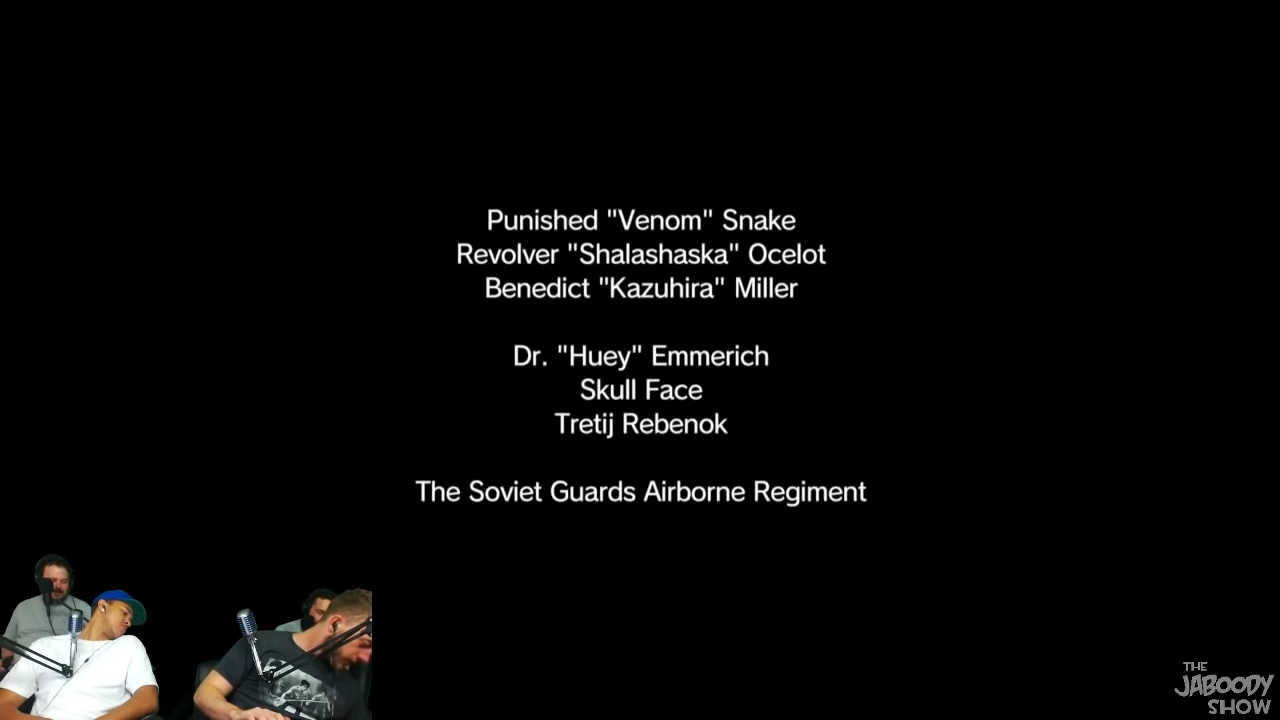 Punished "Venom" Snake
Revolver "Shalashaska" Ocelot
Benedict "Kazuhira" Miller
Dr. "Huey" Emmerich
Skull Face
Tretij Rebenok
The Soviet Guards Airborne Regiment
THE
JABOODY
SHOW